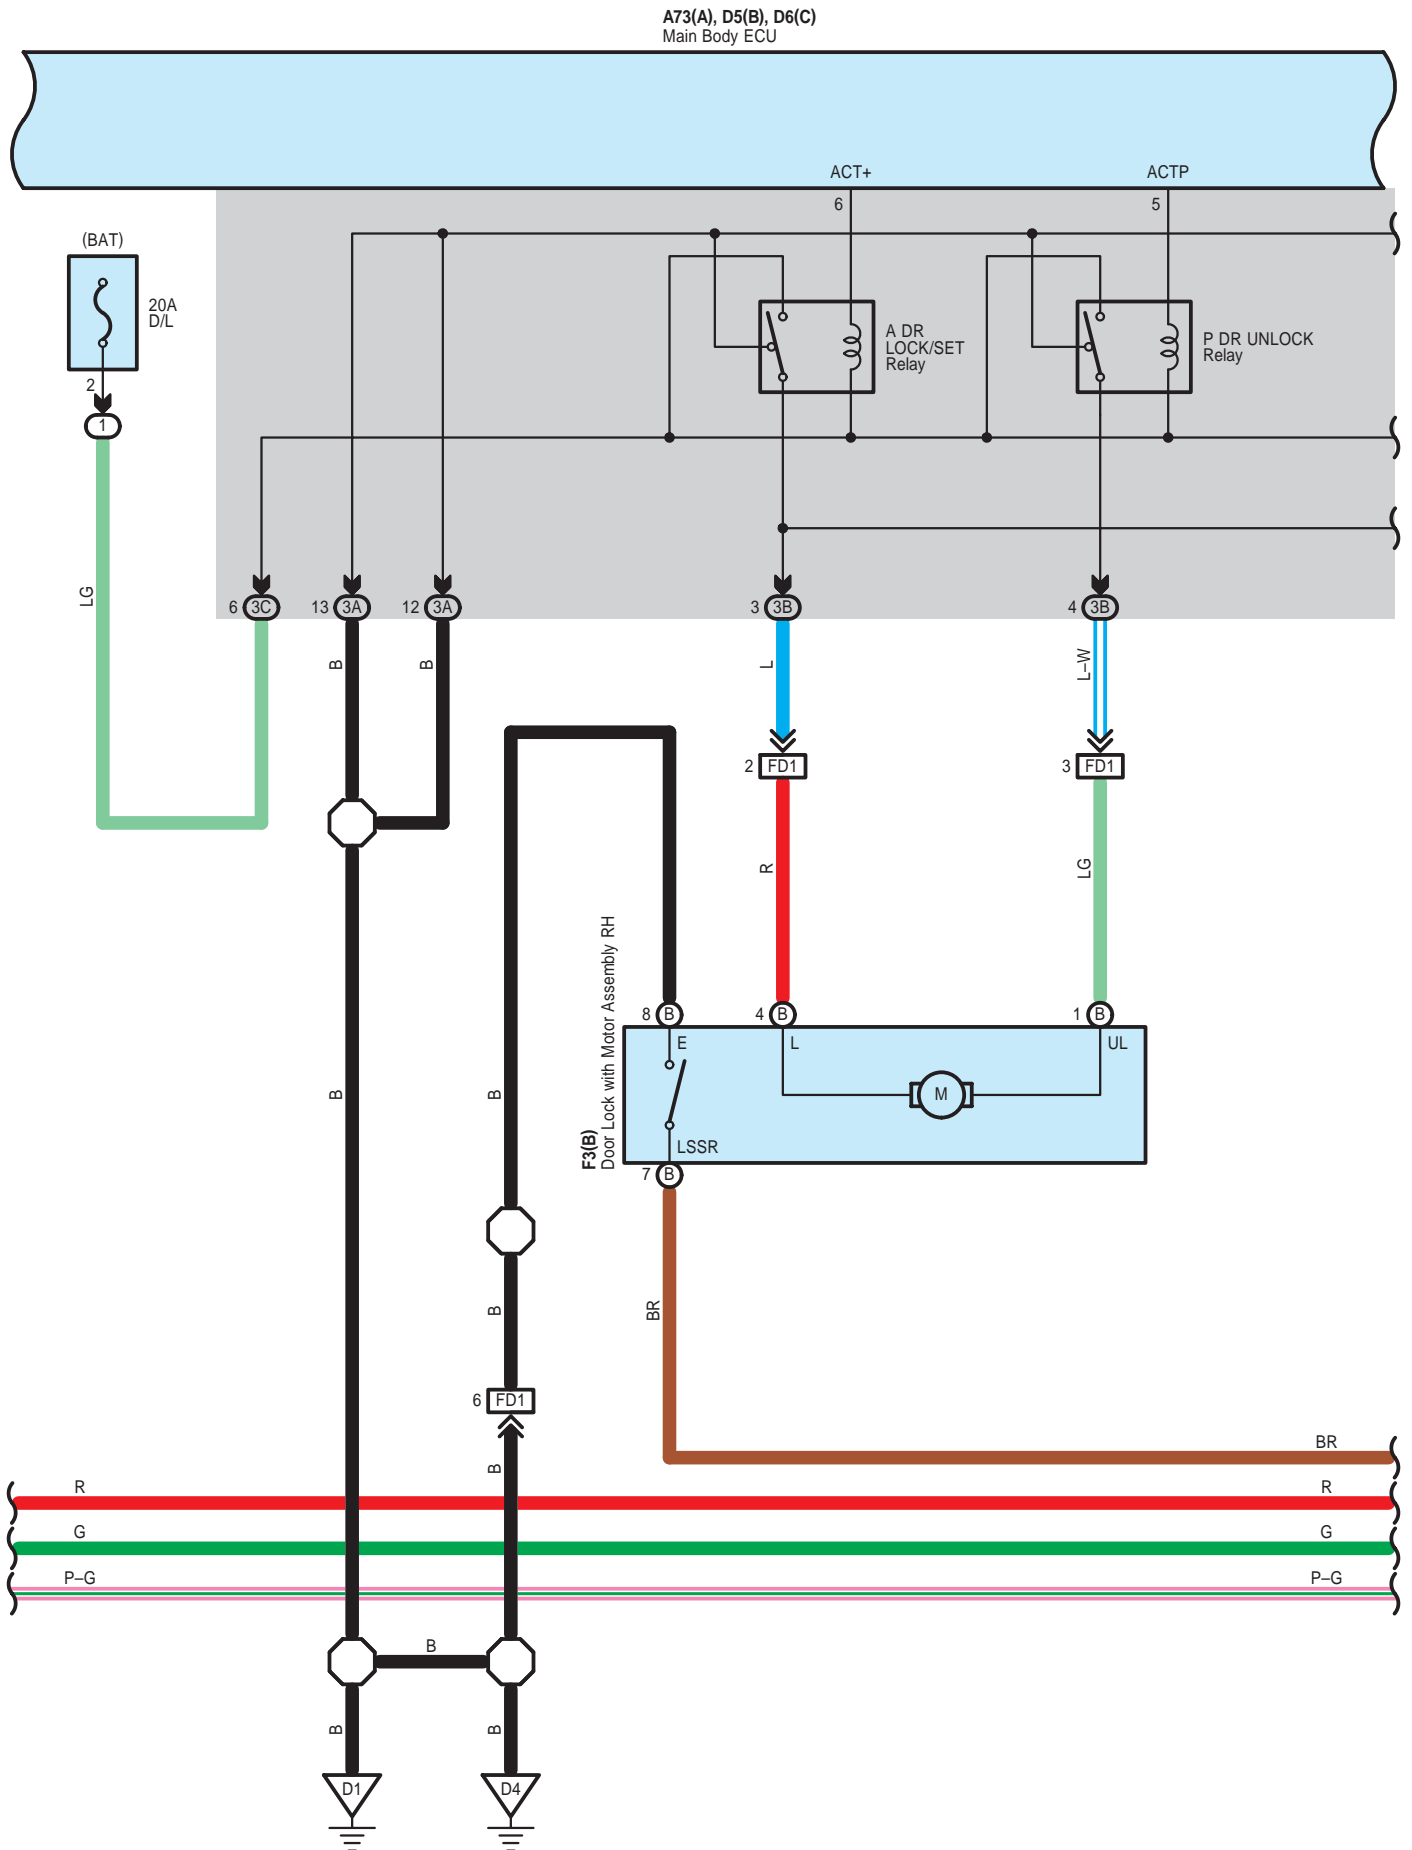 A73(A), D5(B), D6(C)
Main Body ECU
ACT+
ACTP
6
5
(BAT)
20A
D/L
A DR
LOCK/SET
Relay
P DR UNLOCK
Relay
2
1
LG
6 3C
13 3A
12 3A
3 3B
4 3B
B
B
L
L–W
2 FD1
3 FD1
R
LG
F3(B)
Door Lock with Motor Assembly RH
8 B
4 B
1 B
E
L
UL
M
LSSR
7 B
B
B
B
BR
6 FD1
B
BR
R
R
G
G
P–G
P–G
B
B
B
D1
D4